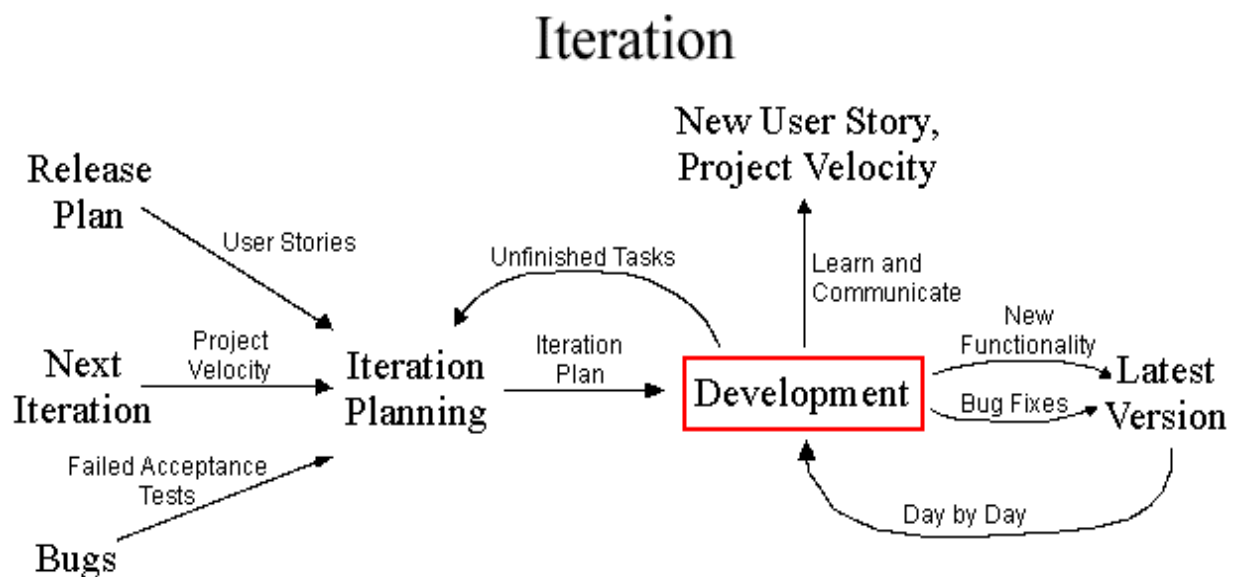 Iteration
New User Story,
Project Velocity
Release
Plan
User Stories
Unfinished Tasks
Learn and
Communicate
New
Functionality
Project
Velocity
Iteration
Plan
Next
Iteration
Iteration
Planning
Development
Bug Fixes
Latest
Version
Failed Acceptance
Tests
Day by Day
Bugs